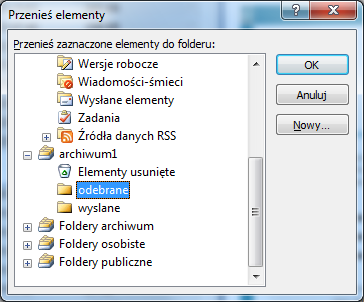 Przenieś elementy
Przenieś zaznaczone elementy do folderu:
Wersje robocze
Wiadomości-śmieci
Wysłane elementy
Zadania
Źródła danych RSS
archiwum1
Elementy usunięte
odebrane
wyslane
Foldery archiwum
Foldery osobiste
Foldery publiczne
OK
Anuluj
Nowy...